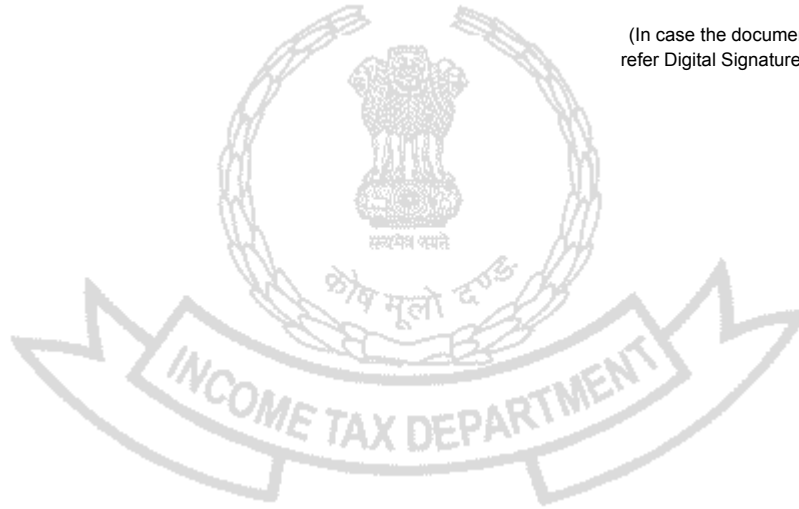 (In case the docume
refer Digital Signature
सत्यमेव जयते
कोष मूलो दण्ड:
INCOME TAX DEPARTMENT